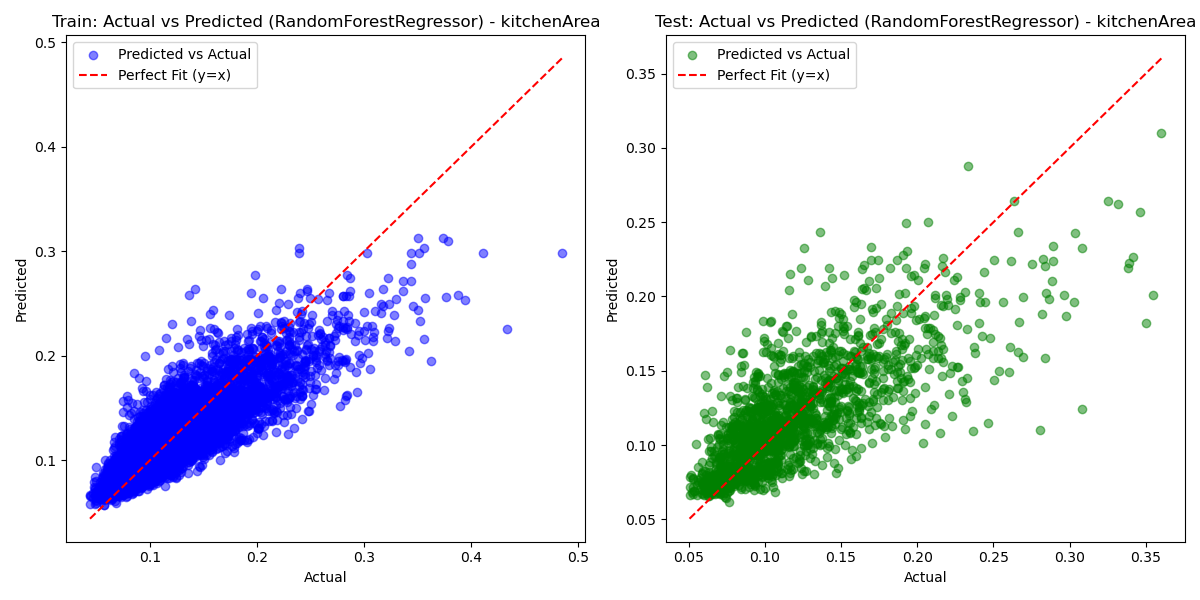 Train: Actual vs Predicted (RandomForestRegressor) - kitchenArea
Predicted vs Actual
Perfect Fit (y=x)
0.5
0.4
0.3
0.2
0.1
Predicted
0.1 0.2 0.3 0.4 0.5
Actual
Test: Actual vs Predicted (RandomForestRegressor) - kitchenArea
Predicted vs Actual
Perfect Fit (y=x)
0.35
0.30
0.25
0.20
0.15
0.10
0.05
Predicted
0.05 0.10 0.15 0.20 0.25 0.30 0.35
Actual